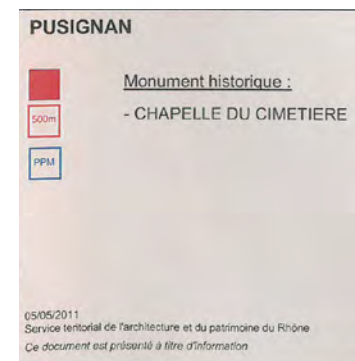 PUSIGNAN
Monument historique :
500m
- CHAPELLE DU CIMETIERE
PPM
05/05/2011
Service territorial de l'architecture et du patrimoine du Rhône
Ce document est présenté à titre d'information